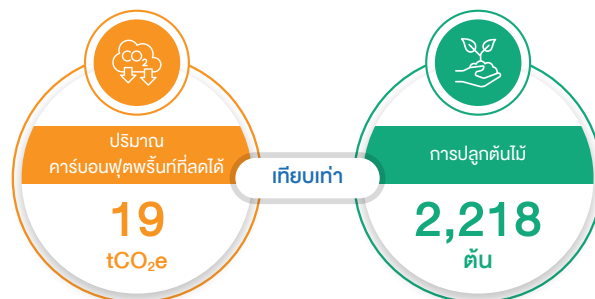 CO₂
ปริมาณ
คาร์บอนฟุตพริ้นท์ที่ลดได้
19
tCO₂e
เทียบเท่า
การปลูกต้นไม้
2,218
ต้น